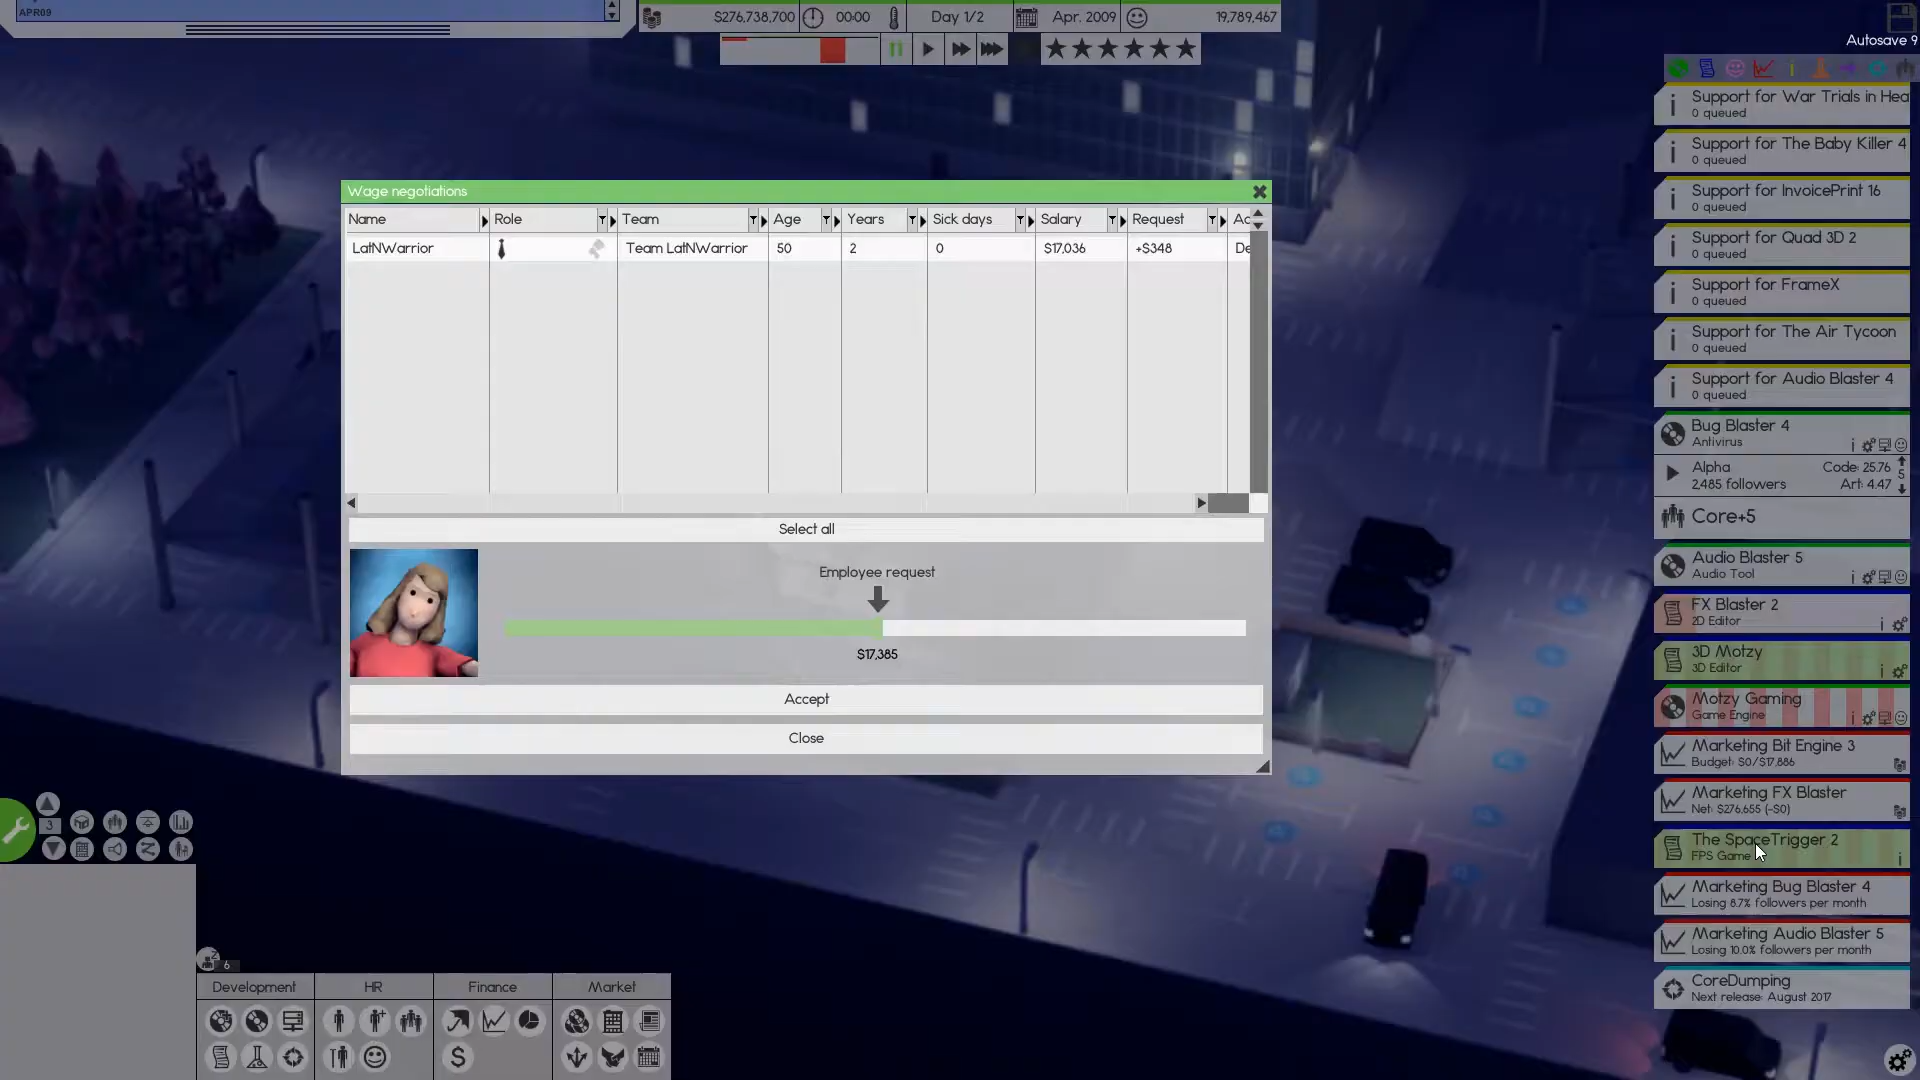 APR09
$276,738,700
00:00
Day 1/2
Apr. 2009
19,789,467
Autosave 9
Wage negotiations
Name
Role
Team
Age
Years
Sick days
Salary
Request
LatNWarrior
Team LatNWarrior
50
2
0
$17,036
+$348
De
Select all
Employee request
$17,385
Accept
Close
Support for War Trials in Hea
0 queued
Support for The Baby Killer 4
0 queued
Support for InvoicePrint 16
0 queued
Support for Quad 3D 2
0 queued
Support for FrameX
0 queued
Support for The Air Tycoon
0 queued
Support for Audio Blaster 4
0 queued
Bug Blaster 4
Antivirus
Alpha
Code: 25.76
2,485 followers
Art: 4.47
5
Core+5
Audio Blaster 5
Audio Tool
FX Blaster 2
2D Editor
3D Motzy
3D Editor
Motzy Gaming
Game Engine
Marketing Bit Engine 3
Budget: $0/$17,886
Marketing FX Blaster
Net: $276,655 (-$0)
The SpaceTrigger 2
FPS Game
Marketing Bug Blaster 4
Losing 8.7% followers per month
Marketing Audio Blaster 5
Losing 10.0% followers per month
CoreDumping
Next release: August 2017
3
6
Development
HR
Finance
Market